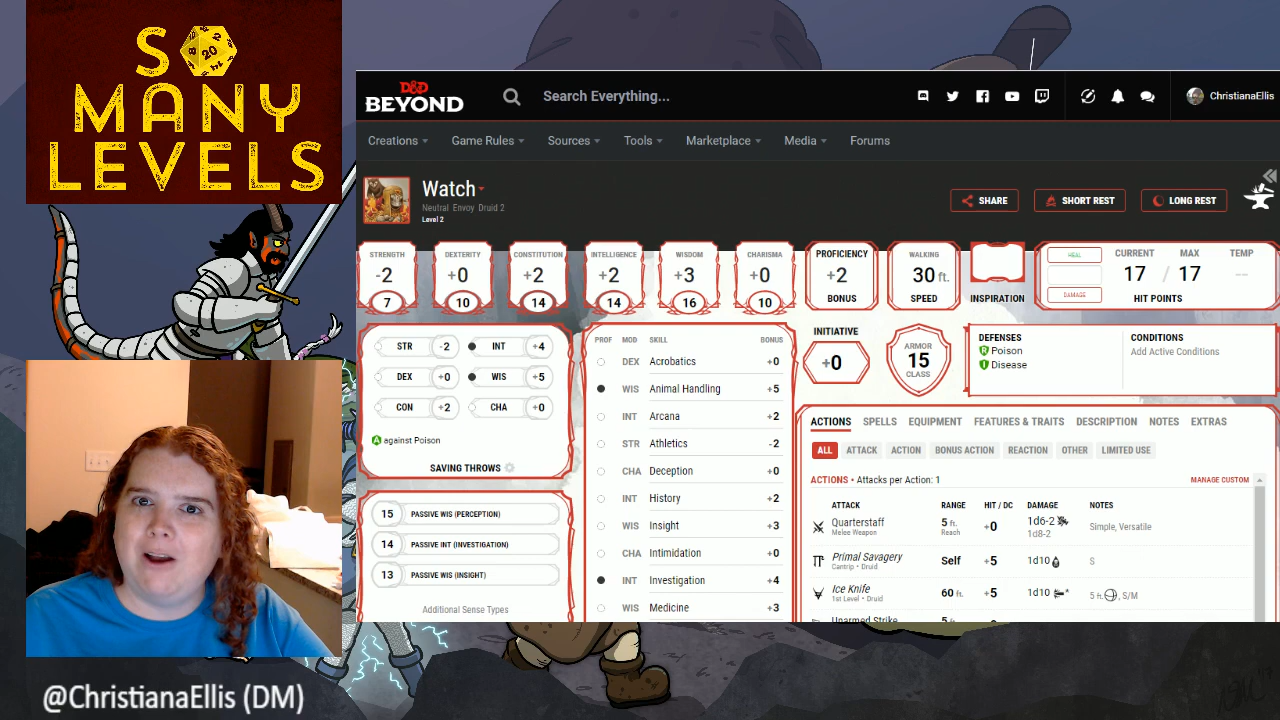 SO
MANY
LEVELS
@ChristianaEllis (DM)
D&D
BEYOND
Search Everything...
ChristianaEllis
Creations
Game Rules
Sources
Tools
Marketplace
Media
Forums
Watch
Neutral Envoy Druid 2
Level 2
SHARE
SHORT REST
LONG REST
STRENGTH
-2
7
DEXTERITY
+0
10
CONSTITUTION
+2
14
INTELLIGENCE
+2
14
WISDOM
+3
16
CHARISMA
+0
10
PROFICIENCY
+2
BONUS
WALKING
30 ft.
SPEED
INSPIRATION
HEAL
DAMAGE
CURRENT MAX TEMP
17 / 17 --
HIT POINTS
STR -2 INT +4
DEX +0 WIS +5
CON +2 CHA +0
A against Poison
SAVING THROWS
15 PASSIVE WIS (PERCEPTION)
14 PASSIVE INT (INVESTIGATION)
13 PASSIVE WIS (INSIGHT)
Additional Sense Types
PROF MOD SKILL BONUS
DEX Acrobatics +0
WIS Animal Handling +5
INT Arcana +2
STR Athletics -2
CHA Deception +0
INT History +2
WIS Insight +3
CHA Intimidation +0
INT Investigation +4
WIS Medicine +3
INITIATIVE
+0
ARMOR
15
CLASS
DEFENSES
R Poison
I Disease
CONDITIONS
Add Active Conditions
ACTIONS SPELLS EQUIPMENT FEATURES & TRAITS DESCRIPTION NOTES EXTRAS
ALL ATTACK ACTION BONUS ACTION REACTION OTHER LIMITED USE
ACTIONS • Attacks per Action: 1
MANAGE CUSTOM
ATTACK RANGE HIT / DC DAMAGE NOTES
Quarterstaff 5 ft. +0 1d6-2 Simple, Versatile
Melee Weapon Reach 1d8-2
Primal Savagery Self +5 1d10 S
Cantrip • Druid
Ice Knife 60 ft. +5 1d10 * 5 ft. , S/M
1st Level • Druid
Unarmed Strike 5 ft.